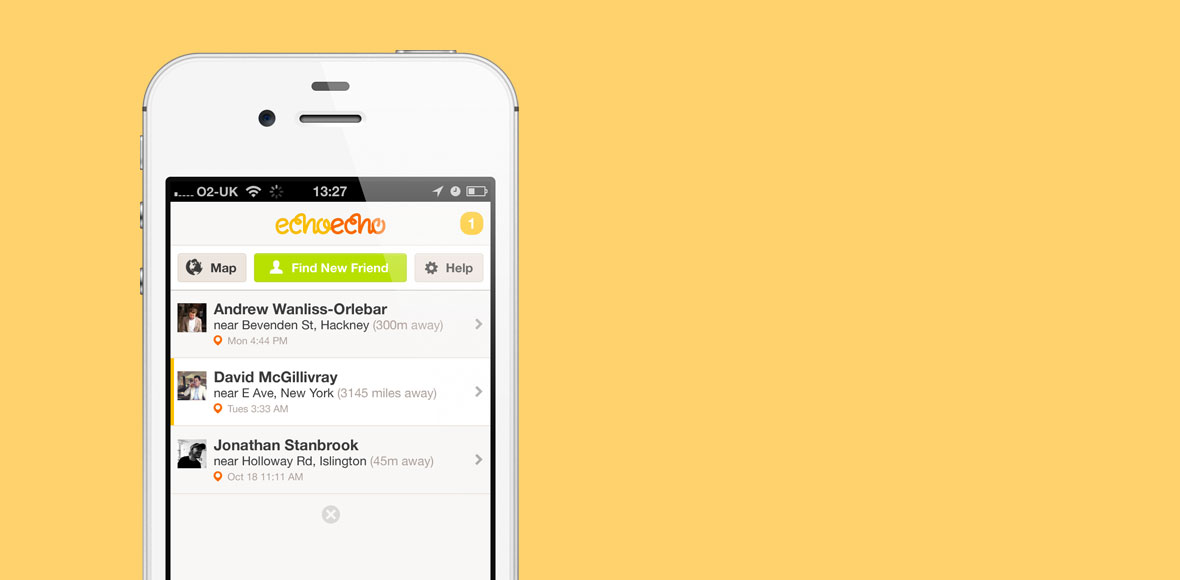 O2-UK 13:27
echoecho 1
Map Find New Friend Help
Andrew Wanliss-Orlebar
near Bevenden St, Hackney (300m away)
Mon 4:44 PM
David McGillivray
near E Ave, New York (3145 miles away)
Tues 3:33 AM
Jonathan Stanbrook
near Holloway Rd, Islington (45m away)
Oct 18 11:11 AM